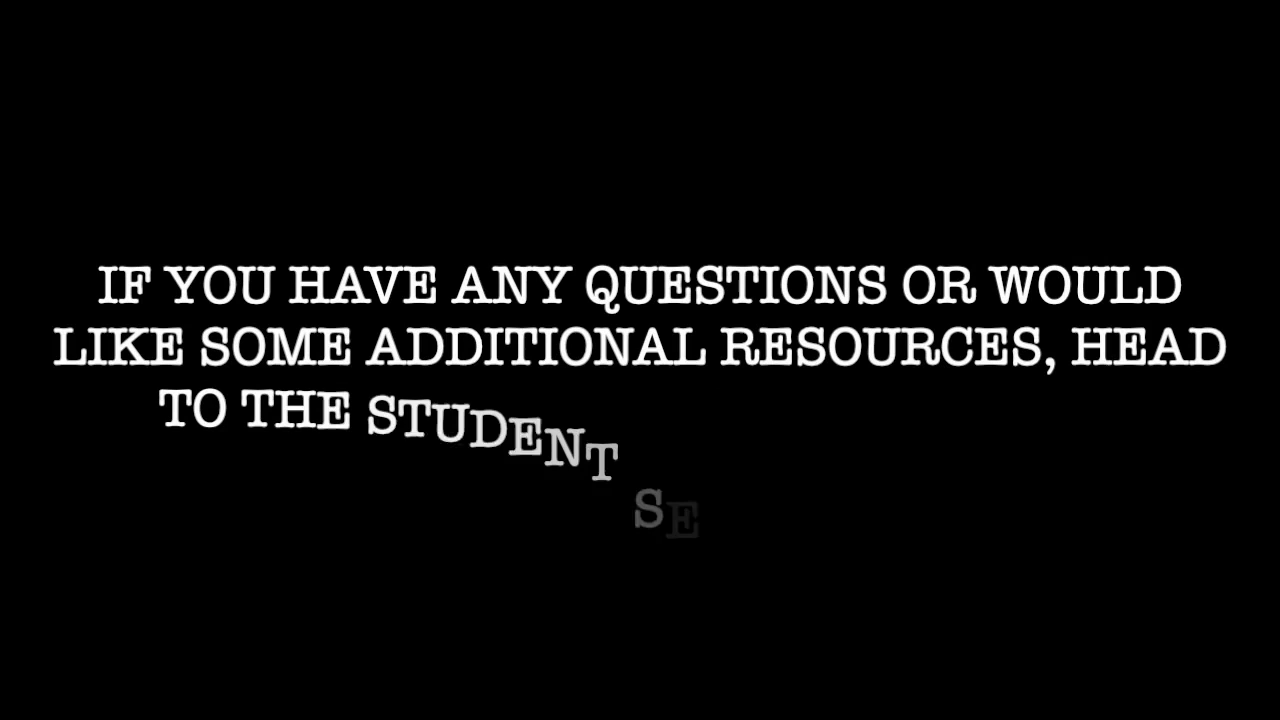 IF YOU HAVE ANY QUESTIONS OR WOULD
LIKE SOME ADDITIONAL RESOURCES, HEAD
TO THE STUDENT SE